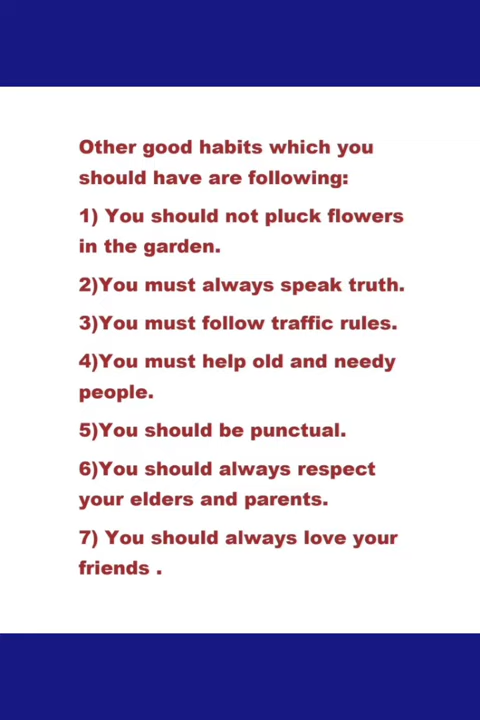 Other good habits which you
should have are following:
1) You should not pluck flowers
in the garden.
2)You must always speak truth.
3)You must follow traffic rules.
4)You must help old and needy
people.
5)You should be punctual.
6)You should always respect
your elders and parents.
7) You should always love your
friends .